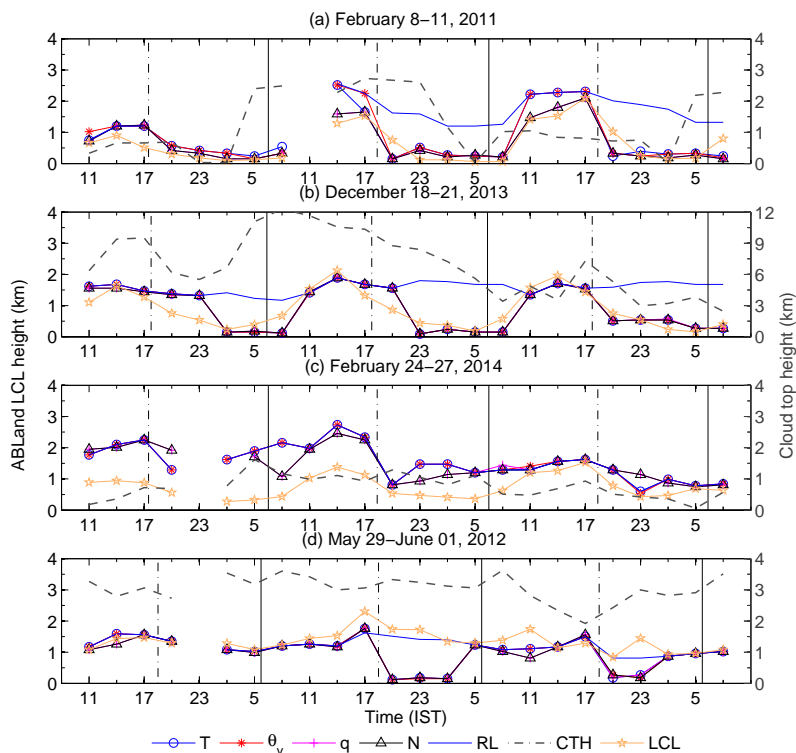 (a) February 8−11, 2011
4 3 2 1 0
4 3 2 1 0
11 17 23 5 11 17 23 5 11 17 23 5
(b) December 18−21, 2013
4 3 2 1 0
12 9 6 3 0
11 17 23 5 11 17 23 5 11 17 23 5
(c) February 24−27, 2014
4 3 2 1 0
4 3 2 1 0
11 17 23 5 11 17 23 5 11 17 23 5
(d) May 29−June 01, 2012
4 3 2 1 0
4 3 2 1 0
11 17 23 5 11 17 23 5 11 17 23 5
ABLand LCL height (km)
Cloud top height (km)
Time (IST)
T θv q N RL CTH LCL